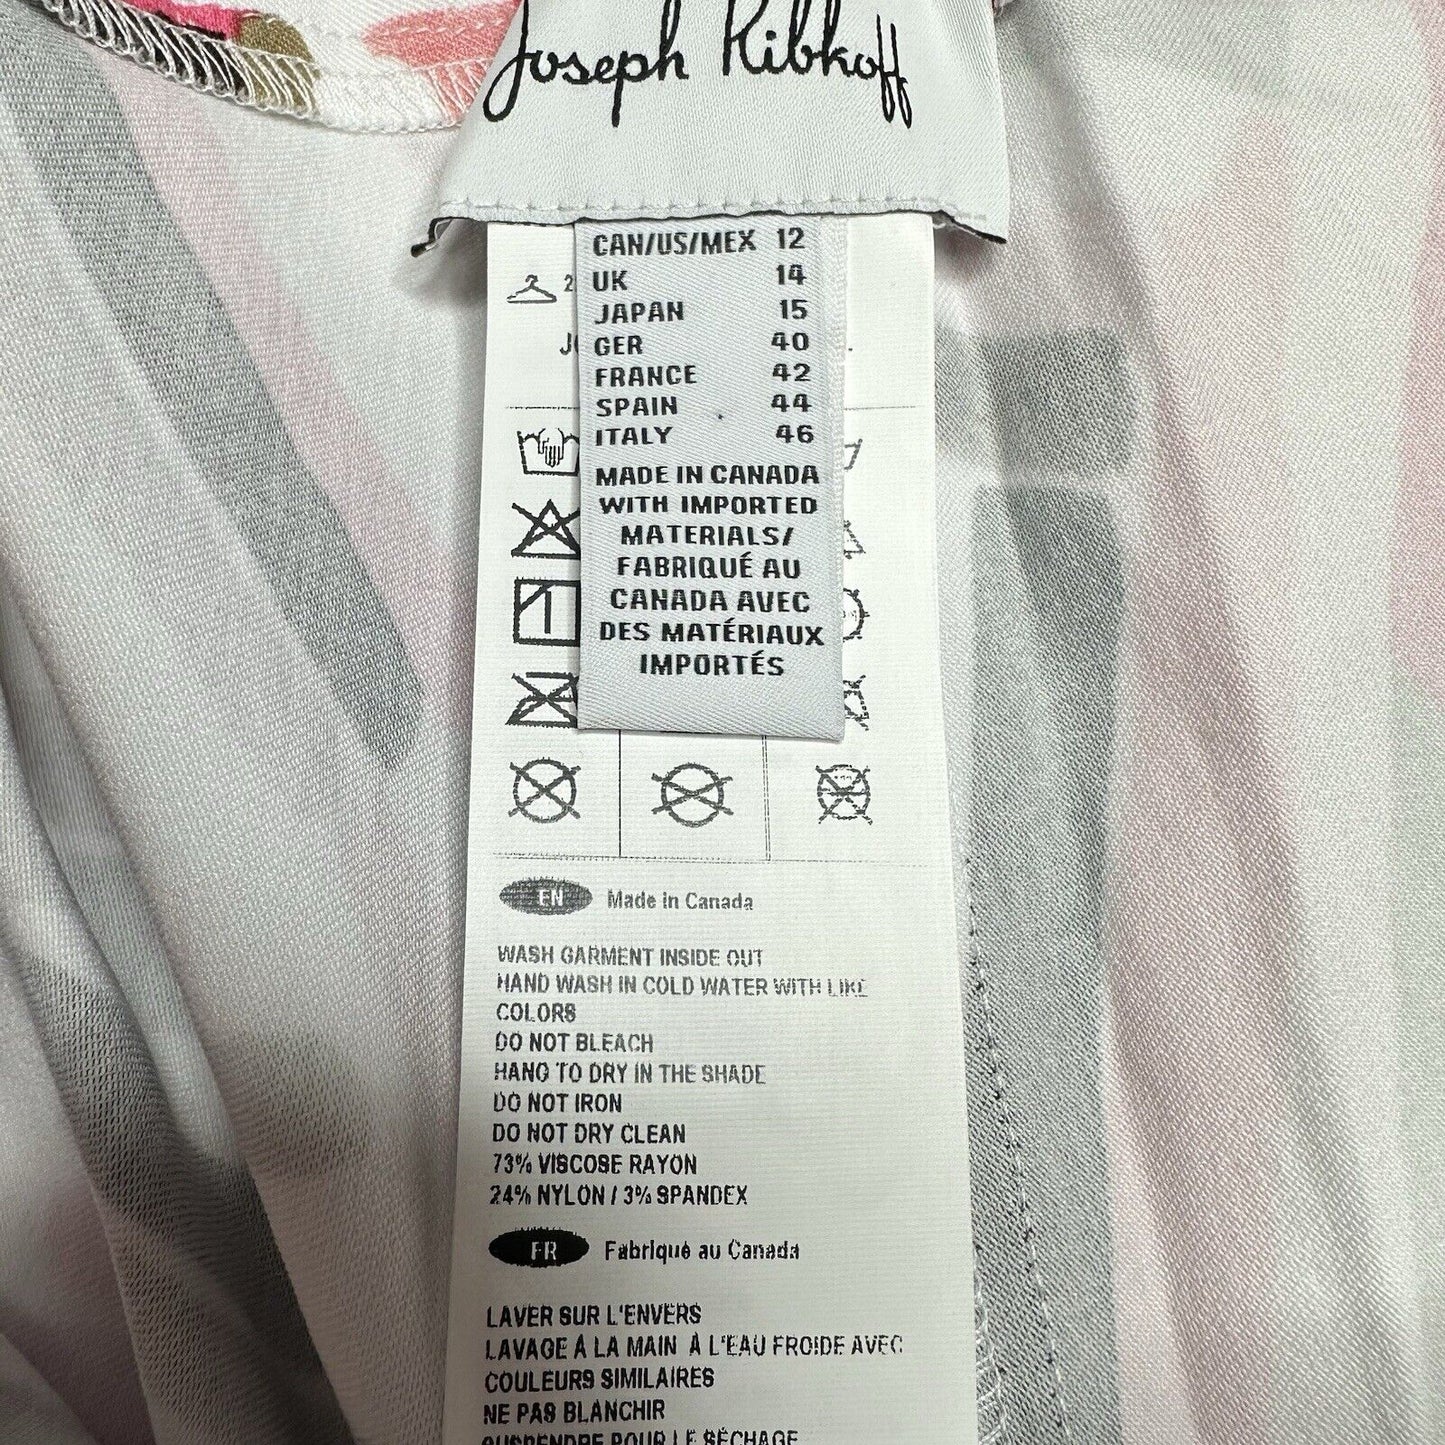 Joseph Ribkoff
CAN/US/MEX 12
UK 14
JAPAN 15
GER 40
FRANCE 42
SPAIN 44
ITALY 46
MADE IN CANADA
WITH IMPORTED
MATERIALS/
FABRIQUÉ AU
CANADA AVEC
DES MATÉRIAUX
IMPORTÉS
EN Made in Canada
WASH GARMENT INSIDE OUT
HAND WASH IN COLD WATER WITH LIKE
COLORS
DO NOT BLEACH
HANG TO DRY IN THE SHADE
DO NOT IRON
DO NOT DRY CLEAN
73% VISCOSE RAYON
24% NYLON / 3% SPANDEX
FR Fabriqué au Canada
LAVER SUR L'ENVERS
LAVAGE À LA MAIN À L'EAU FROIDE AVEC
COULEURS SIMILAIRES
NE PAS BLANCHIR
SUSPENDRE POUR LE SÉCHAGE